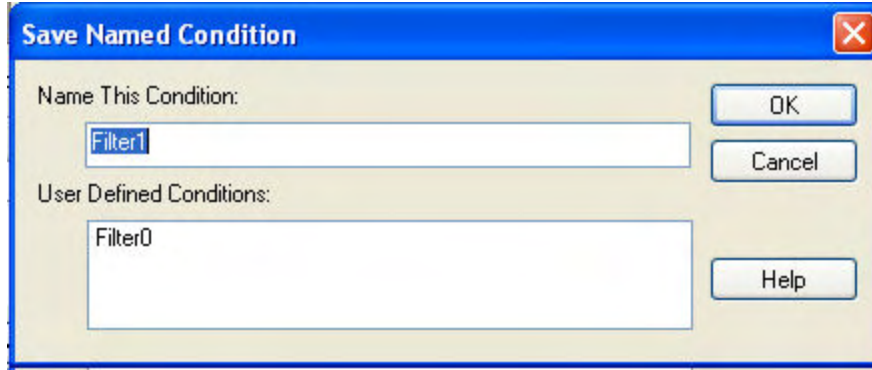 Save Named Condition
Name This Condition:
OK
Filter1
Cancel
User Defined Conditions:
Filter0
Help